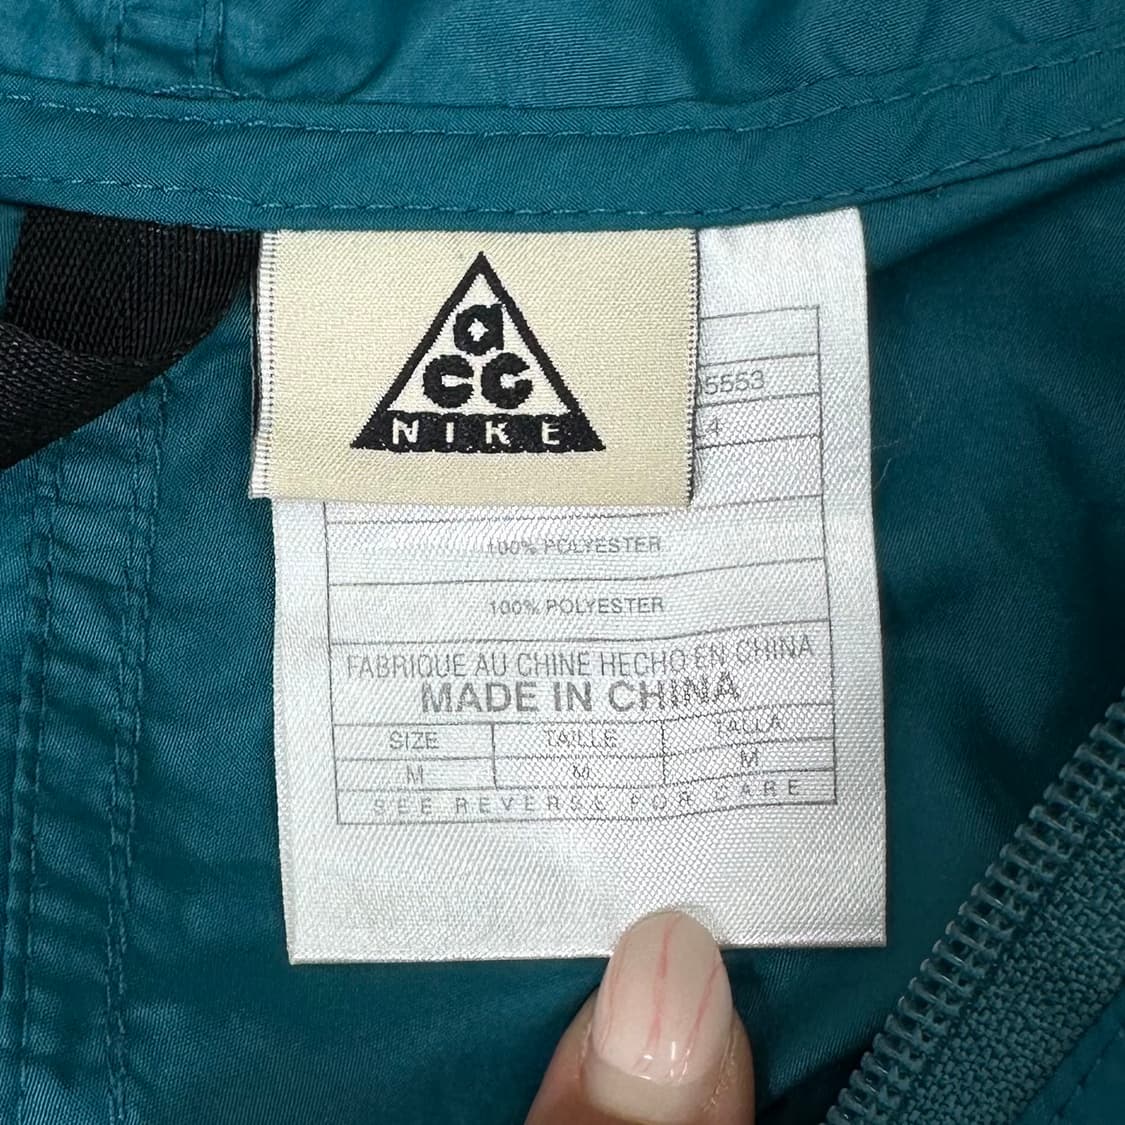 acc
NIKE
5553
4
100% POLYESTER
100% POLYESTER
FABRIQUE AU CHINE HECHO EN CHINA
MADE IN CHINA
SIZE TAILLE TALLA
M M M
SEE REVERSE FOR CARE